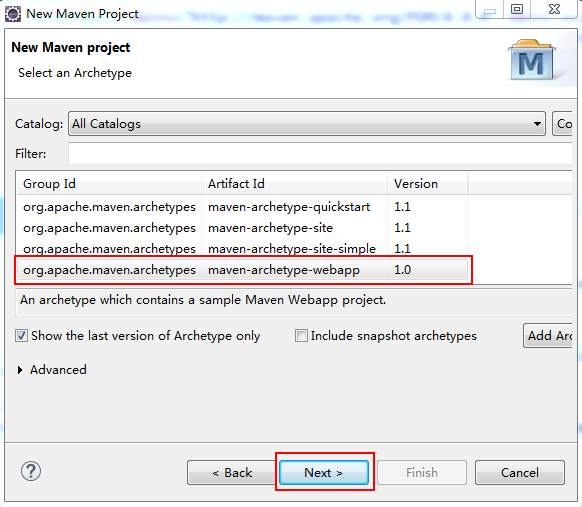 New Maven Project
New Maven project
Select an Archetype
M
Catalog: All Catalogs Co
Filter:
Group Id Artifact Id Version
org.apache.maven.archetypes maven-archetype-quickstart 1.1
org.apache.maven.archetypes maven-archetype-site 1.1
org.apache.maven.archetypes maven-archetype-site-simple 1.1
org.apache.maven.archetypes maven-archetype-webapp 1.0
An archetype which contains a sample Maven Webapp project.
Show the last version of Archetype only Include snapshot archetypes Add Arc
Advanced
? < Back Next > Finish Cancel